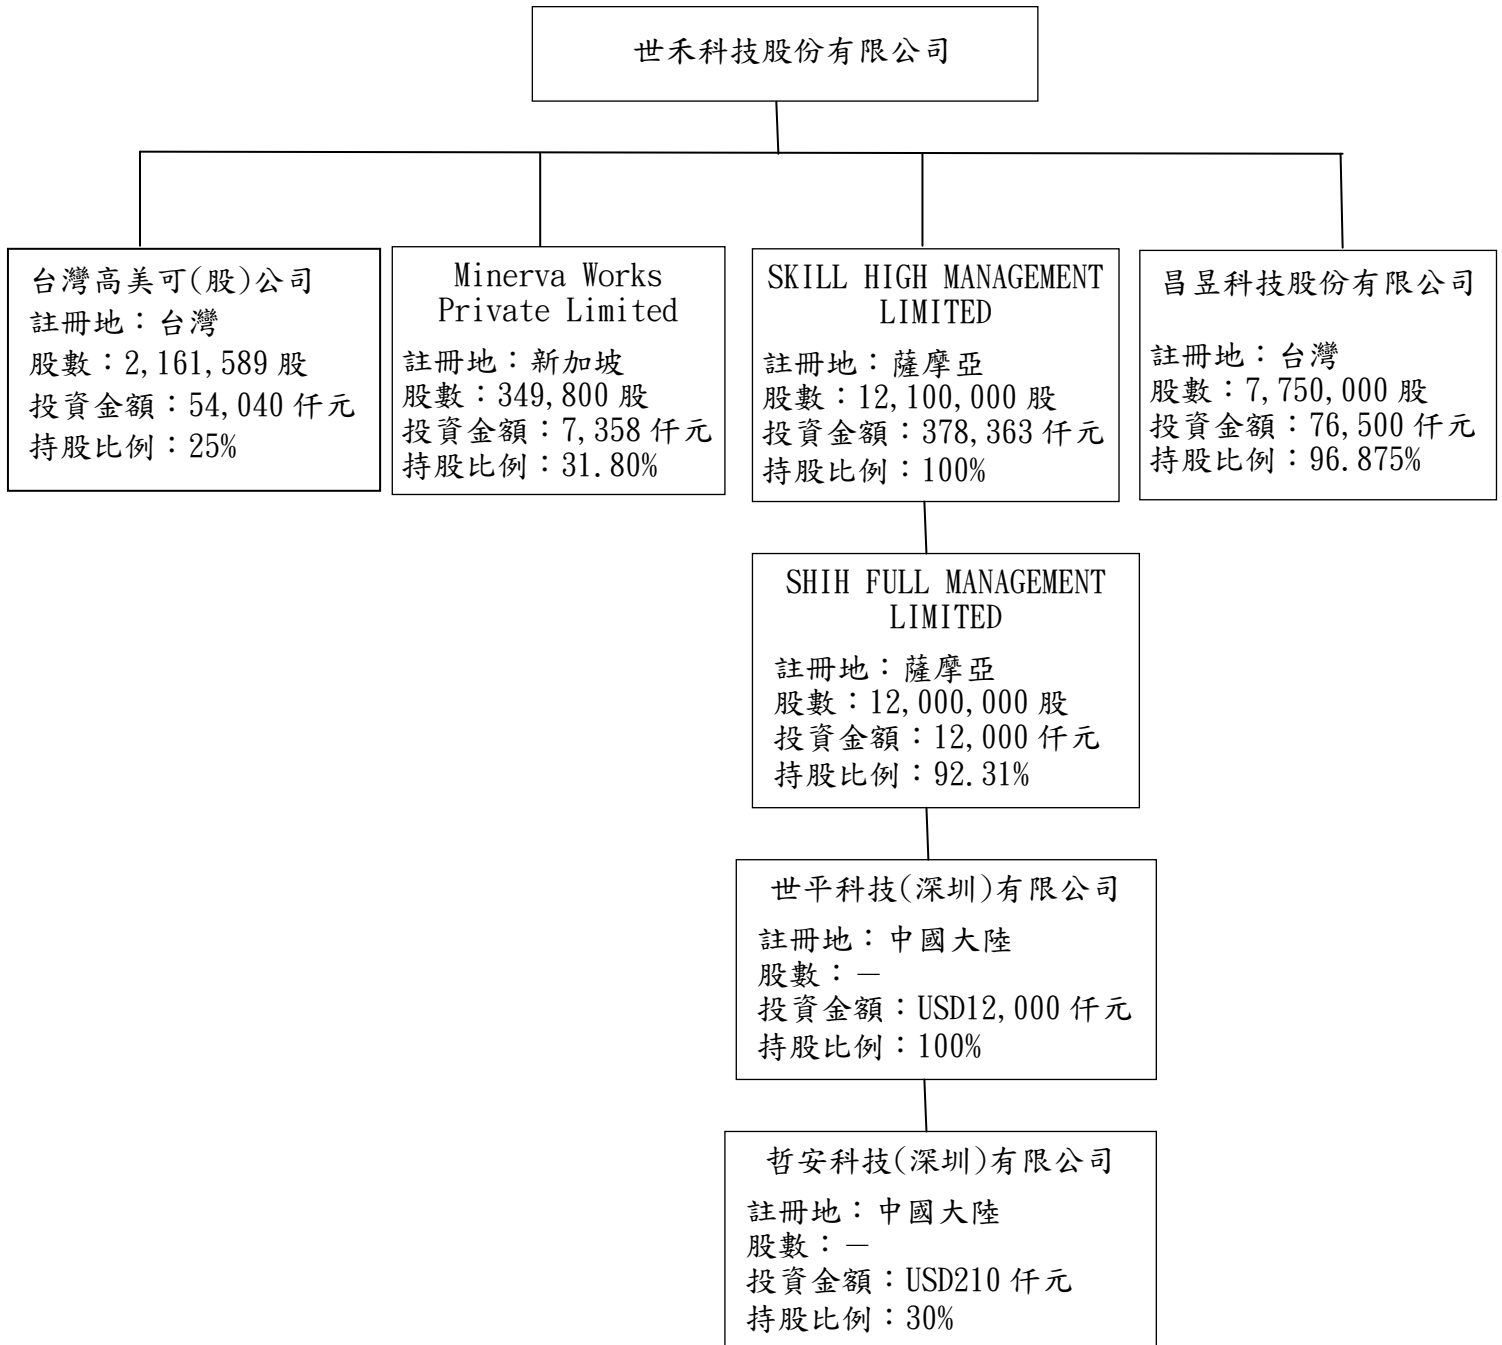 世禾科技股份有限公司
台灣高美可(股)公司
註冊地：台灣
股數：2,161,589 股
投資金額：54,040 仟元
持股比例：25%
Minerva Works
Private Limited
註冊地：新加坡
股數：349,800 股
投資金額：7,358 仟元
持股比例：31.80%
SKILL HIGH MANAGEMENT
LIMITED
註冊地：薩摩亞
股數：12,100,000 股
投資金額：378,363 仟元
持股比例：100%
昌昱科技股份有限公司
註冊地：台灣
股數：7,750,000 股
投資金額：76,500 仟元
持股比例：96.875%
SHIH FULL MANAGEMENT
LIMITED
註冊地：薩摩亞
股數：12,000,000 股
投資金額：12,000 仟元
持股比例：92.31%
世平科技(深圳)有限公司
註冊地：中國大陸
股數：－
投資金額：USD12,000 仟元
持股比例：100%
哲安科技(深圳)有限公司
註冊地：中國大陸
股數：－
投資金額：USD210 仟元
持股比例：30%